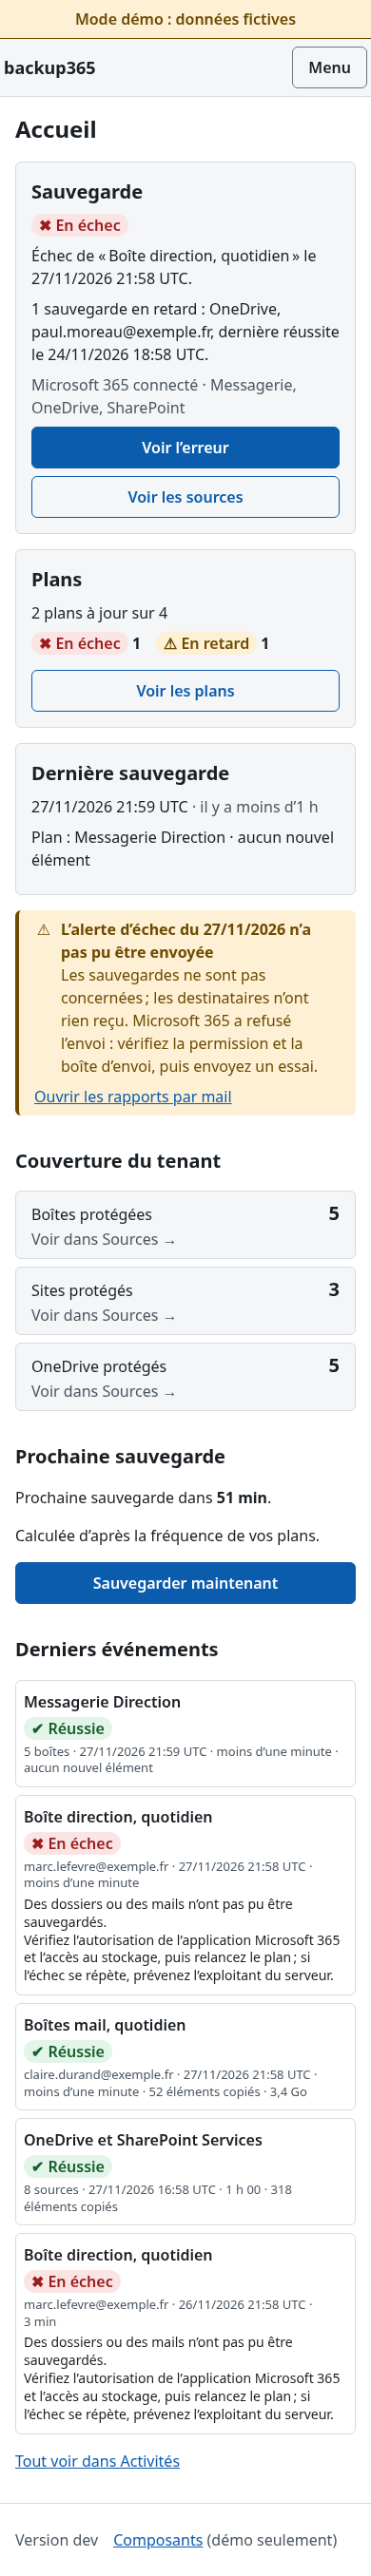 Mode démo : données fictives
backup365
Menu
Accueil
Sauvegarde
✖ En échec
Échec de « Boîte direction, quotidien » le
27/11/2026 21:58 UTC.
1 sauvegarde en retard : OneDrive,
paul.moreau@exemple.fr, dernière réussite
le 24/11/2026 18:58 UTC.
Microsoft 365 connecté · Messagerie,
OneDrive, SharePoint
Voir l’erreur
Voir les sources
Plans
2 plans à jour sur 4
✖ En échec 1 ⚠ En retard 1
Voir les plans
Dernière sauvegarde
27/11/2026 21:59 UTC · il y a moins d’1 h
Plan : Messagerie Direction · aucun nouvel
élément
⚠ L’alerte d’échec du 27/11/2026 n’a
pas pu être envoyée
Les sauvegardes ne sont pas
concernées ; les destinataires n’ont
rien reçu. Microsoft 365 a refusé
l’envoi : vérifiez la permission et la
boîte d’envoi, puis envoyez un essai.
Ouvrir les rapports par mail
Couverture du tenant
Boîtes protégées 5
Voir dans Sources →
Sites protégés 3
Voir dans Sources →
OneDrive protégés 5
Voir dans Sources →
Prochaine sauvegarde
Prochaine sauvegarde dans 51 min.
Calculée d’après la fréquence de vos plans.
Sauvegarder maintenant
Derniers événements
Messagerie Direction
✔ Réussie
5 boîtes · 27/11/2026 21:59 UTC · moins d’une minute ·
aucun nouvel élément
Boîte direction, quotidien
✖ En échec
marc.lefevre@exemple.fr · 27/11/2026 21:58 UTC ·
moins d’une minute
Des dossiers ou des mails n’ont pas pu être
sauvegardés.
Vérifiez l’autorisation de l’application Microsoft 365
et l’accès au stockage, puis relancez le plan ; si
l’échec se répète, prévenez l’exploitant du serveur.
Boîtes mail, quotidien
✔ Réussie
claire.durand@exemple.fr · 27/11/2026 21:58 UTC ·
moins d’une minute · 52 éléments copiés · 3,4 Go
OneDrive et SharePoint Services
✔ Réussie
8 sources · 27/11/2026 16:58 UTC · 1 h 00 · 318
éléments copiés
Boîte direction, quotidien
✖ En échec
marc.lefevre@exemple.fr · 26/11/2026 21:58 UTC ·
3 min
Des dossiers ou des mails n’ont pas pu être
sauvegardés.
Vérifiez l’autorisation de l’application Microsoft 365
et l’accès au stockage, puis relancez le plan ; si
l’échec se répète, prévenez l’exploitant du serveur.
Tout voir dans Activités
Version dev Composants (démo seulement)